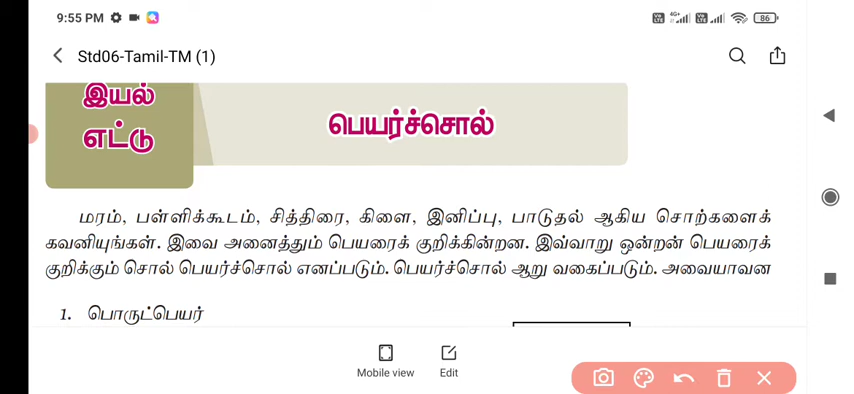 9:55 PM
86
Std06-Tamil-TM (1)
இயல்
எட்டு
பெயர்ச்சொல்
மரம், பள்ளிக்கூடம், சித்திரை, கிளை, இனிப்பு, பாடுதல் ஆகிய சொற்களைக்
கவனியுங்கள். இவை அனைத்தும் பெயரைக் குறிக்கின்றன. இவ்வாறு ஒன்றன் பெயரைக்
குறிக்கும் சொல் பெயர்ச்சொல் எனப்படும். பெயர்ச்சொல் ஆறு வகைப்படும். அவையாவன
1. பொருட்பெயர்
Mobile view
Edit